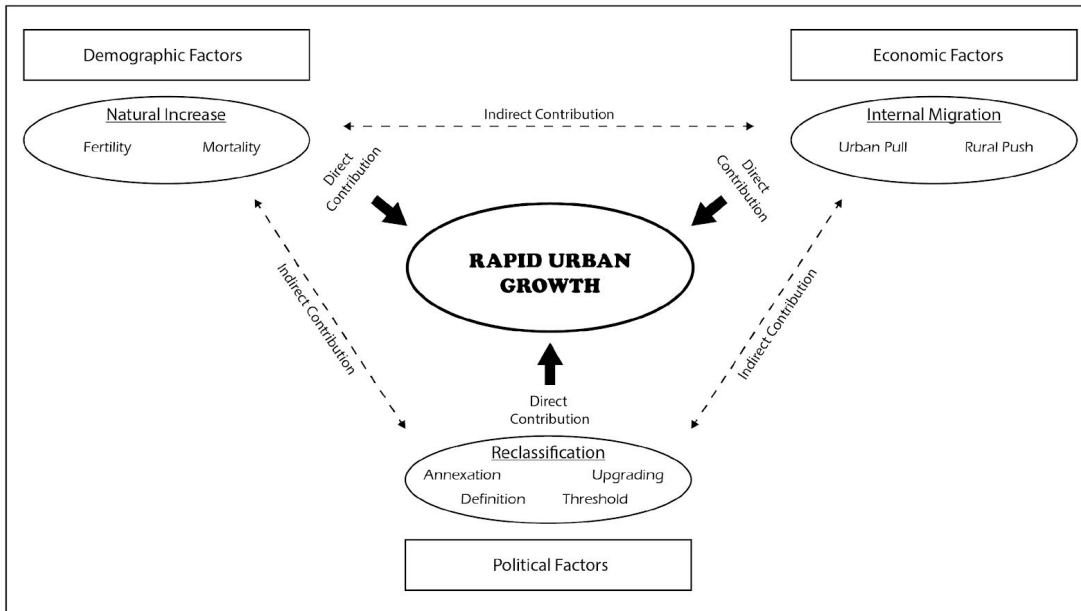 Demographic Factors
Economic Factors
Natural Increase
Fertility Mortality
Indirect Contribution
Internal Migration
Urban Pull Rural Push
Direct
Contribution
Direct
Contribution
RAPID URBAN
GROWTH
Indirect Contribution
Indirect Contribution
Direct
Contribution
Reclassification
Annexation Upgrading
Definition Threshold
Political Factors